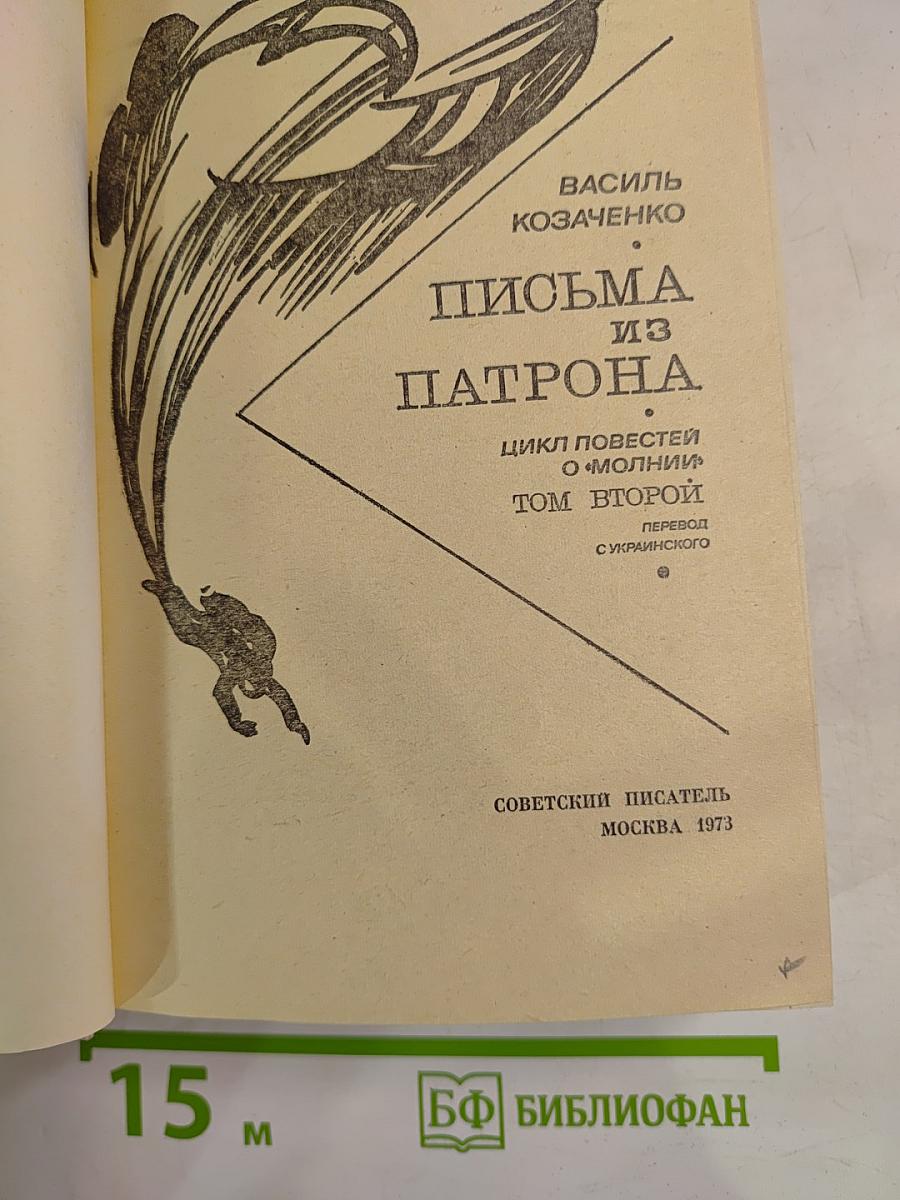 ВАСИЛЬ
КОЗАЧЕНКО
ПИСЬМА
ИЗ
ПАТРОНА
ЦИКЛ ПОВЕСТЕЙ
О «МОЛНИИ»
ТОМ ВТОРОЙ
ПЕРЕВОД
С УКРАИНСКОГО
СОВЕТСКИЙ ПИСАТЕЛЬ
МОСКВА 1973
15 м
БФ БИБЛИОФАН